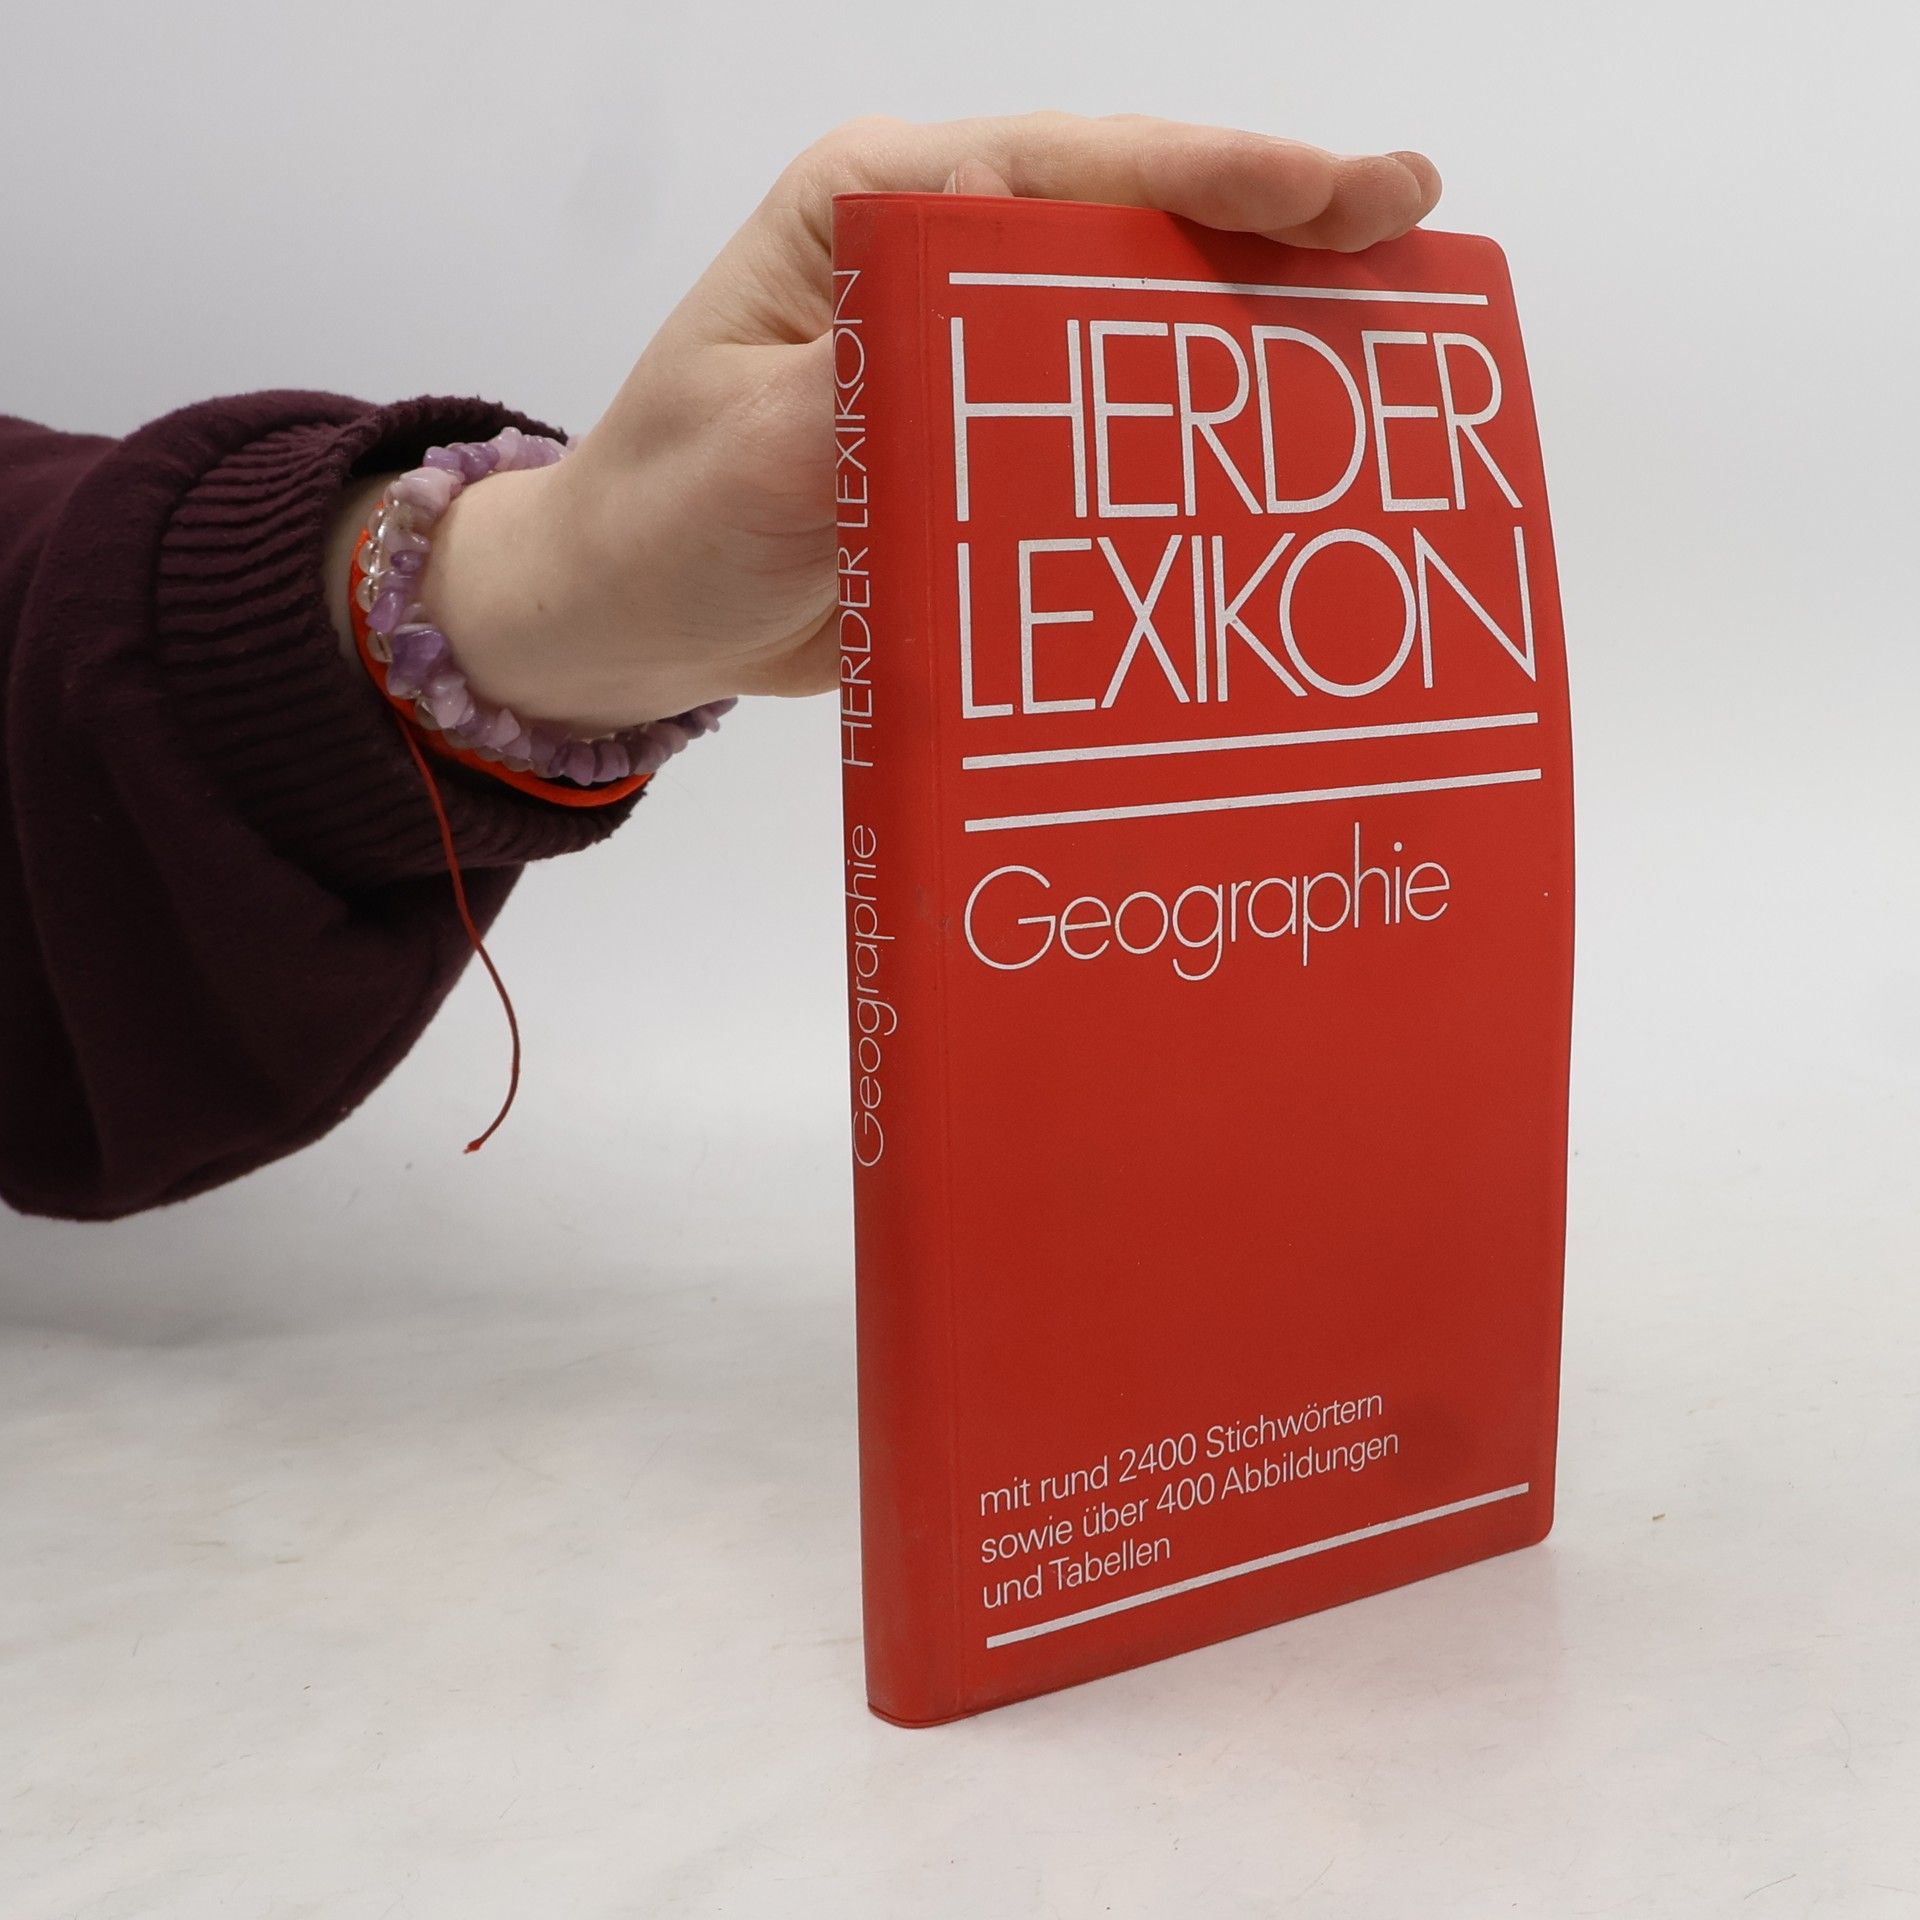 HERDER
LEXIKON
Geographie
mit rund 2400 Stichwörtern
sowie über 400 Abbildungen
und Tabellen
Geographie HERDER LEXIKON